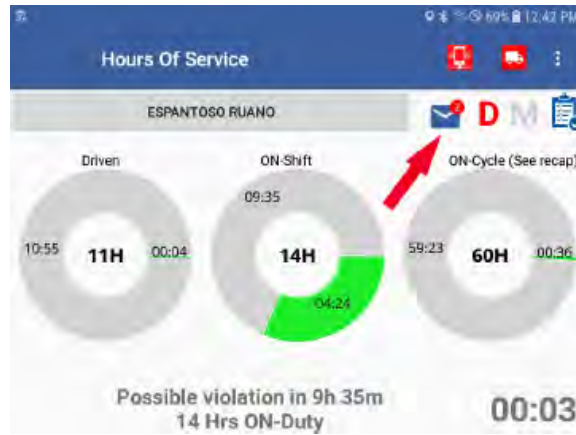 69% 12:42 PM
Hours Of Service
ESPANTOSO RUANO
2
D M
Driven
ON-Shift
ON-Cycle (See recap)
10:55
11H
00:04
09:35
14H
04:24
59:23
60H
00:36
Possible violation in 9h 35m
14 Hrs ON-Duty
00:03